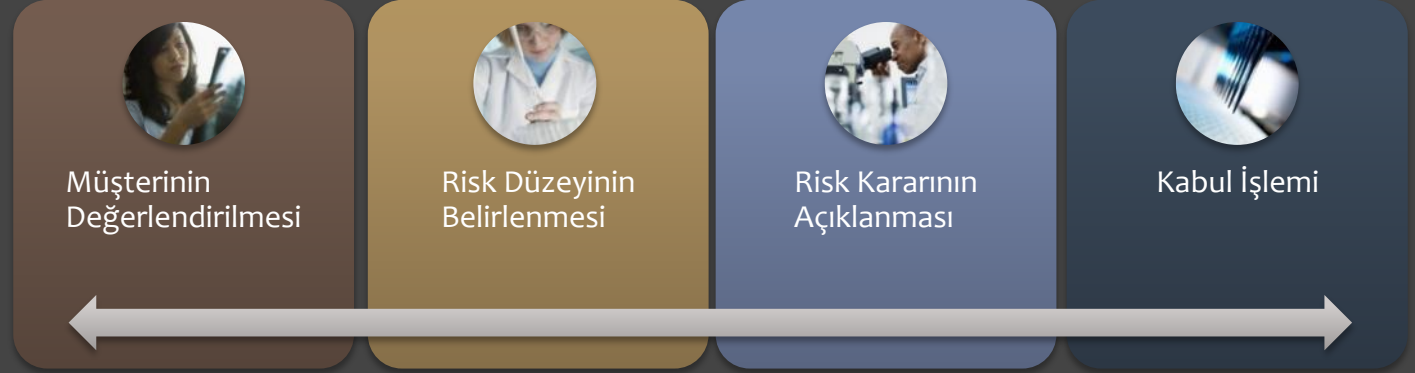 Müşterinin
Değerlendirilmesi
Risk Düzeyinin
Belirlenmesi
Risk Kararının
Açıklanması
Kabul İşlemi